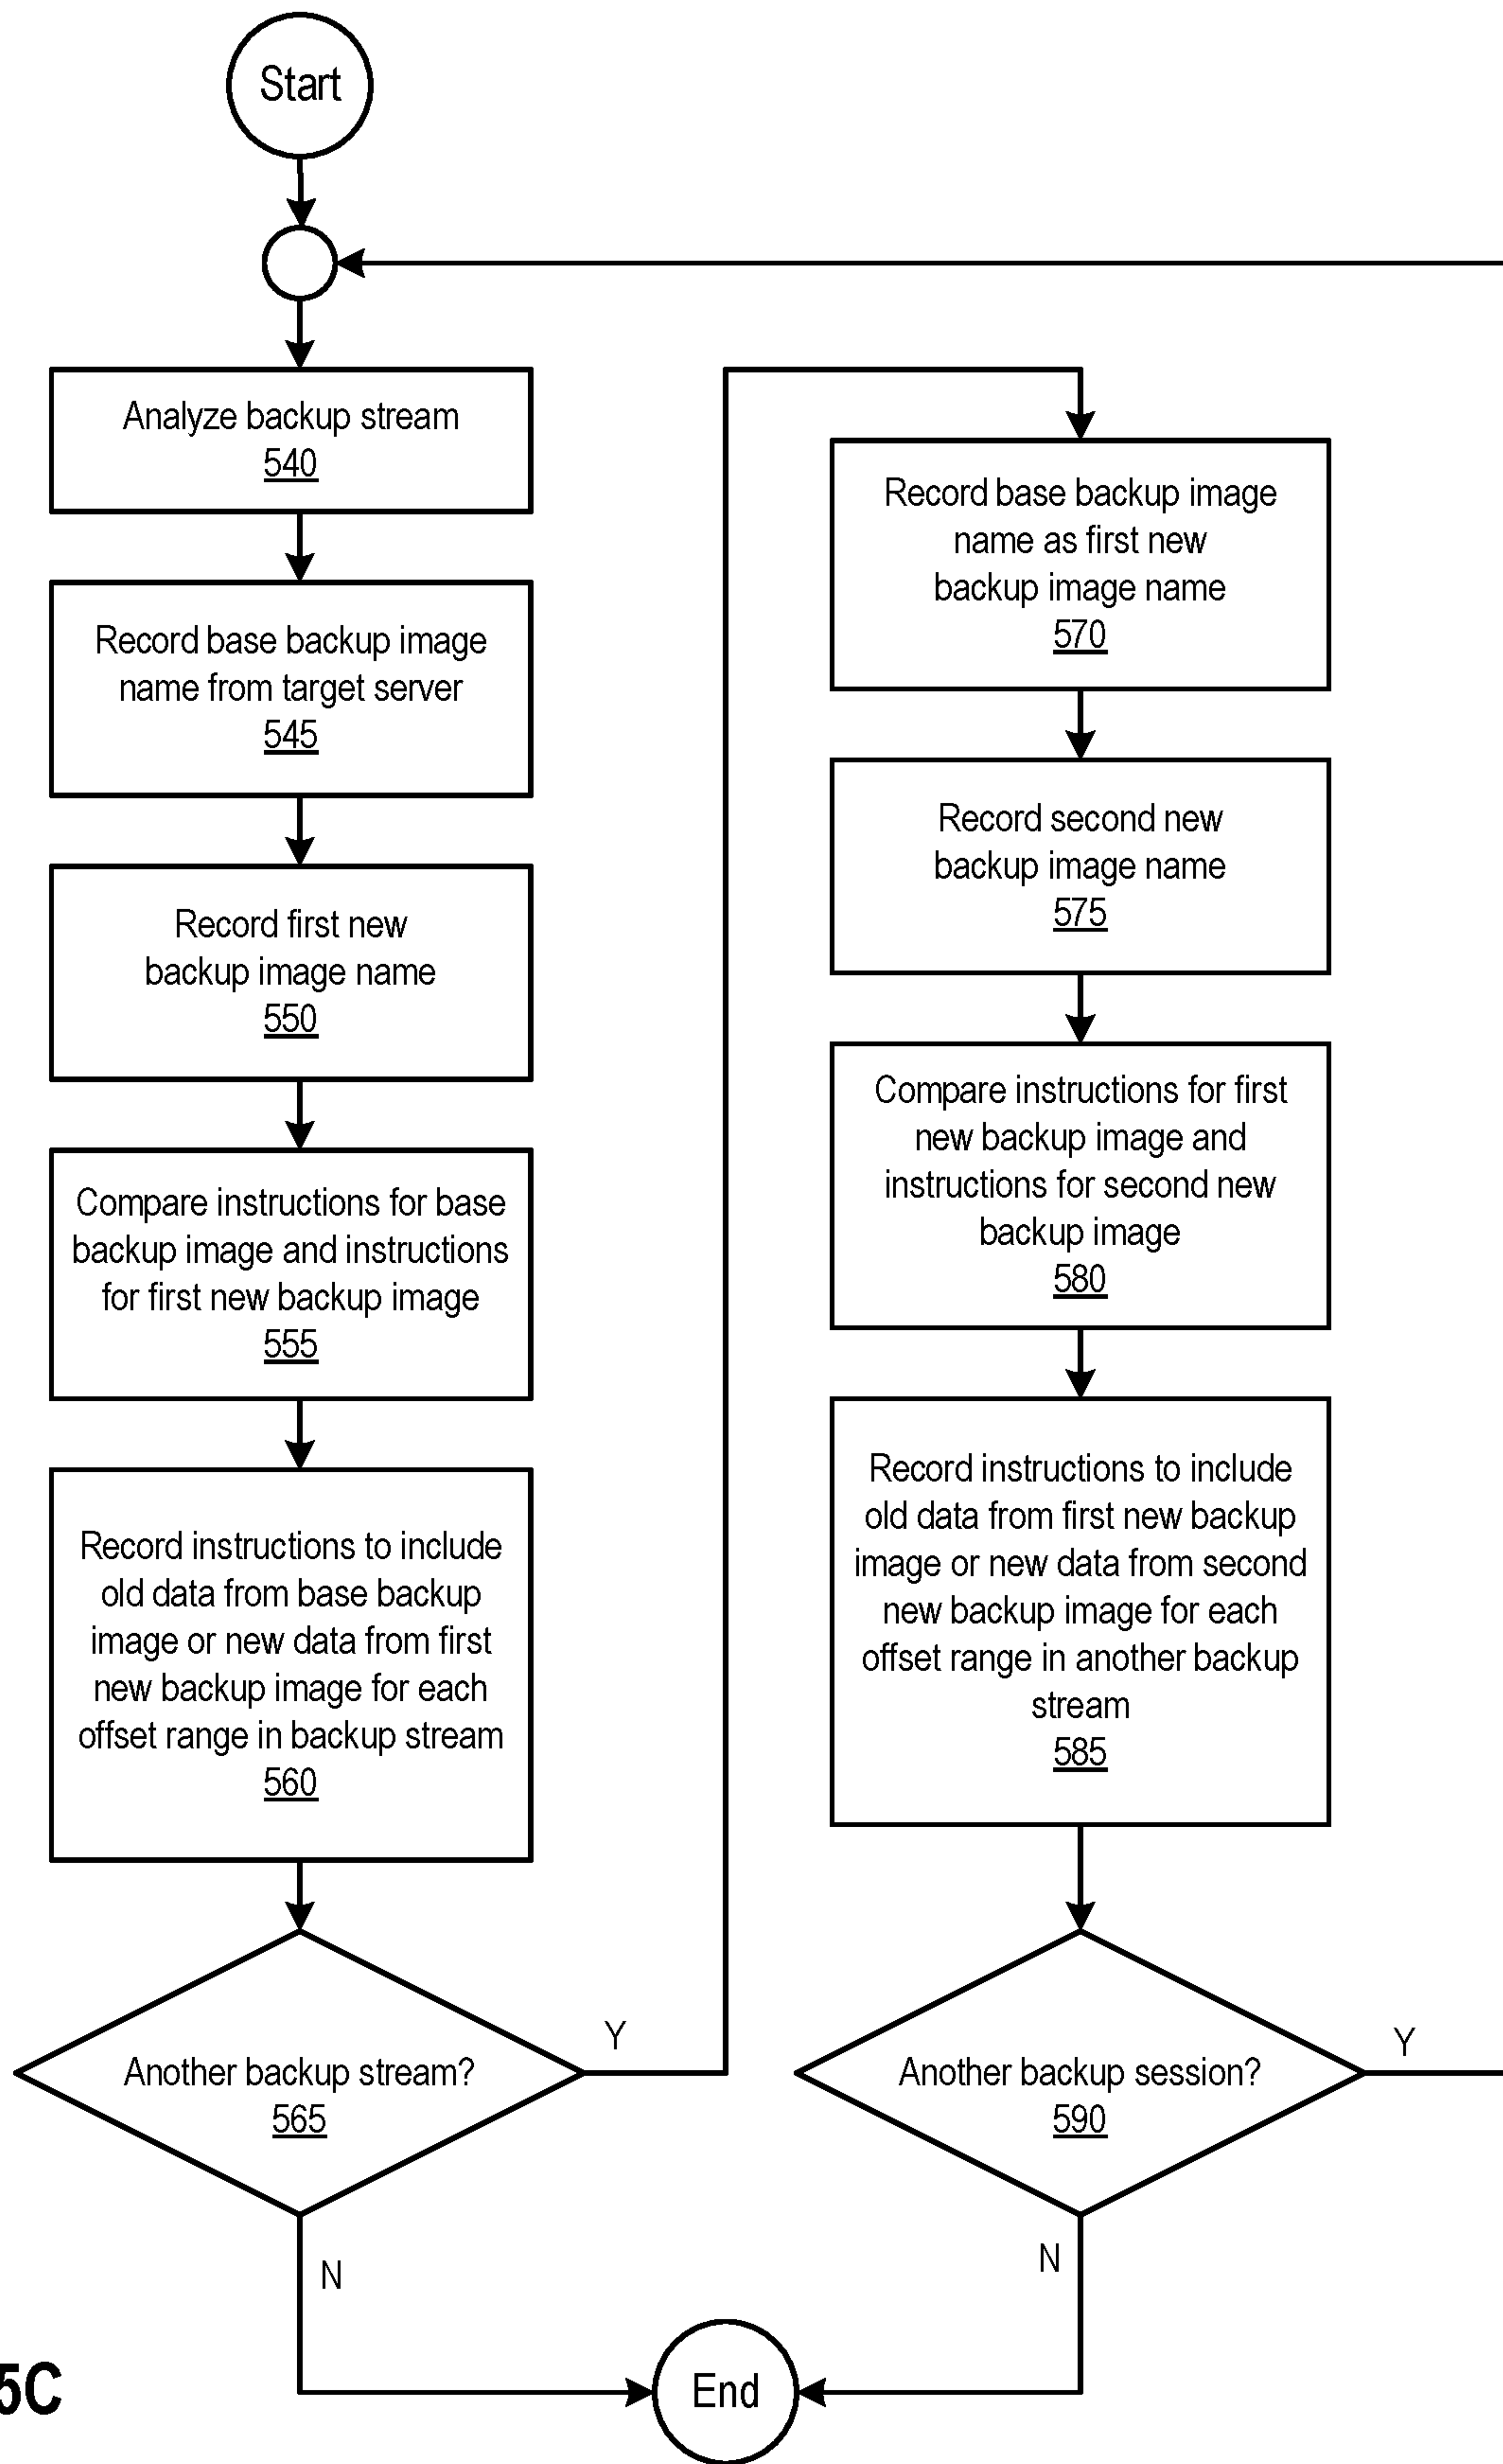 Start
Analyze backup stream
540
Record base backup image
name from target server
545
Record first new
backup image name
550
Compare instructions for base
backup image and instructions
for first new backup image
555
Record instructions to include
old data from base backup
image or new data from first
new backup image for each
offset range in backup stream
560
Another backup stream?
565
Y
N
Record base backup image
name as first new
backup image name
570
Record second new
backup image name
575
Compare instructions for first
new backup image and
instructions for second new
backup image
580
Record instructions to include
old data from first new backup
image or new data from second
new backup image for each
offset range in another backup
stream
585
Another backup session?
590
Y
N
End
5C